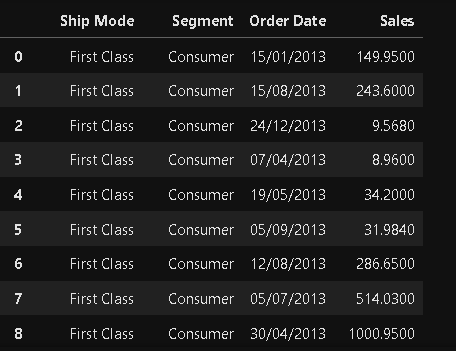 Ship Mode Segment Order Date Sales
0 First Class Consumer 15/01/2013 149.9500
1 First Class Consumer 15/08/2013 243.6000
2 First Class Consumer 24/12/2013 9.5680
3 First Class Consumer 07/04/2013 8.9600
4 First Class Consumer 19/05/2013 34.2000
5 First Class Consumer 05/09/2013 31.9840
6 First Class Consumer 12/08/2013 286.6500
7 First Class Consumer 05/07/2013 514.0300
8 First Class Consumer 30/04/2013 1000.9500